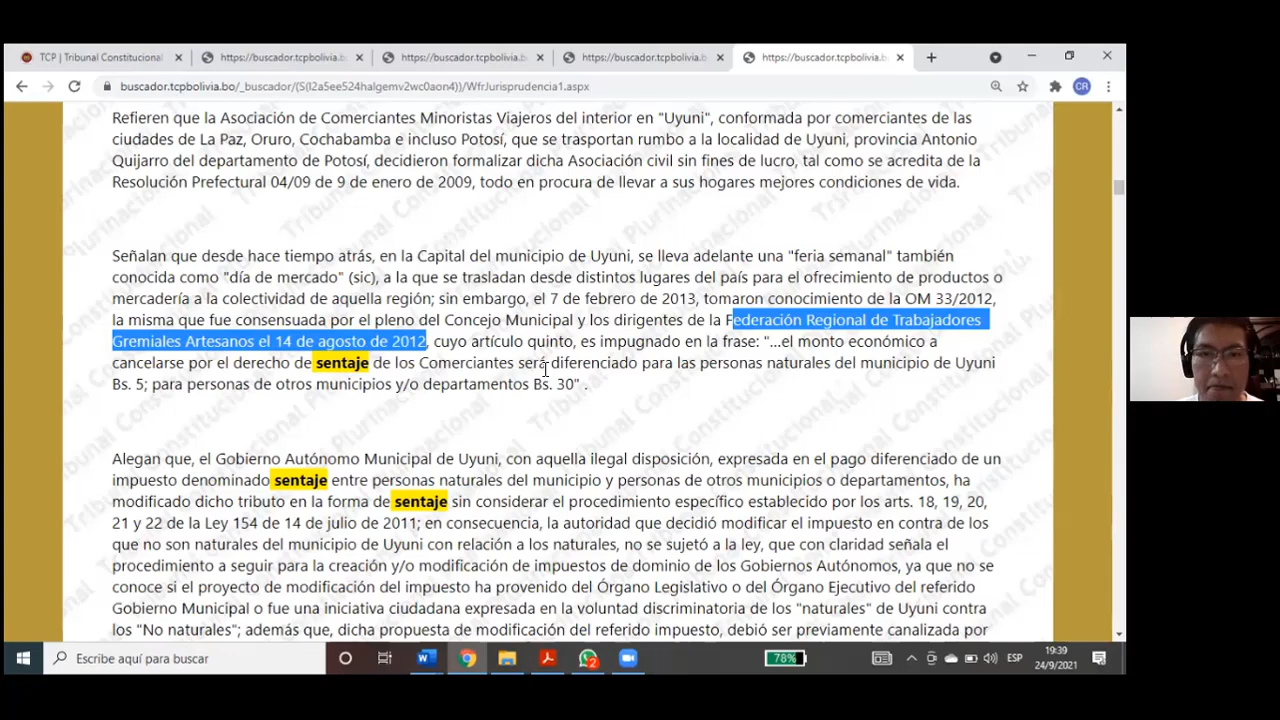 TCP | Tribunal Constitucional
https://buscador.tcpbolivia.b
https://buscador.tcpbolivia.b
https://buscador.tcpbolivia.b
https://buscador.tcpbolivia.b
buscador.tcpbolivia.bo/_buscador/(S(l2a5ee524halgemv2wc0aon4))/WfrJurisprudencia1.aspx
CR
Refieren que la Asociación de Comerciantes Minoristas Viajeros del interior en "Uyuni", conformada por comerciantes de las
ciudades de La Paz, Oruro, Cochabamba e incluso Potosí, que se trasportan rumbo a la localidad de Uyuni, provincia Antonio
Quijarro del departamento de Potosí, decidieron formalizar dicha Asociación civil sin fines de lucro, tal como se acredita de la
Resolución Prefectural 04/09 de 9 de enero de 2009, todo en procura de llevar a sus hogares mejores condiciones de vida.
Señalan que desde hace tiempo atrás, en la Capital del municipio de Uyuni, se lleva adelante una "feria semanal" también
conocida como "día de mercado" (sic), a la que se trasladan desde distintos lugares del país para el ofrecimiento de productos o
mercadería a la colectividad de aquella región; sin embargo, el 7 de febrero de 2013, tomaron conocimiento de la OM 33/2012,
la misma que fue consensuada por el pleno del Concejo Municipal y los dirigentes de la Federación Regional de Trabajadores
Gremiales Artesanos el 14 de agosto de 2012, cuyo artículo quinto, es impugnado en la frase: "...el monto económico a
cancelarse por el derecho de sentaje de los Comerciantes será diferenciado para las personas naturales del municipio de Uyuni
Bs. 5; para personas de otros municipios y/o departamentos Bs. 30" .
Alegan que, el Gobierno Autónomo Municipal de Uyuni, con aquella ilegal disposición, expresada en el pago diferenciado de un
impuesto denominado sentaje entre personas naturales del municipio y personas de otros municipios o departamentos, ha
modificado dicho tributo en la forma de sentaje sin considerar el procedimiento específico establecido por los arts. 18, 19, 20,
21 y 22 de la Ley 154 de 14 de julio de 2011; en consecuencia, la autoridad que decidió modificar el impuesto en contra de los
que no son naturales del municipio de Uyuni con relación a los naturales, no se sujetó a la ley, que con claridad señala el
procedimiento a seguir para la creación y/o modificación de impuestos de dominio de los Gobiernos Autónomos, ya que no se
conoce si el proyecto de modificación del impuesto ha provenido del Órgano Legislativo o del Órgano Ejecutivo del referido
Gobierno Municipal o fue una iniciativa ciudadana expresada en la voluntad discriminatoria de los "naturales" de Uyuni contra
los "No naturales"; además que, dicha propuesta de modificación del referido impuesto, debió ser previamente canalizada por
Escribe aquí para buscar
78%
ESP
19:39
24/9/2021